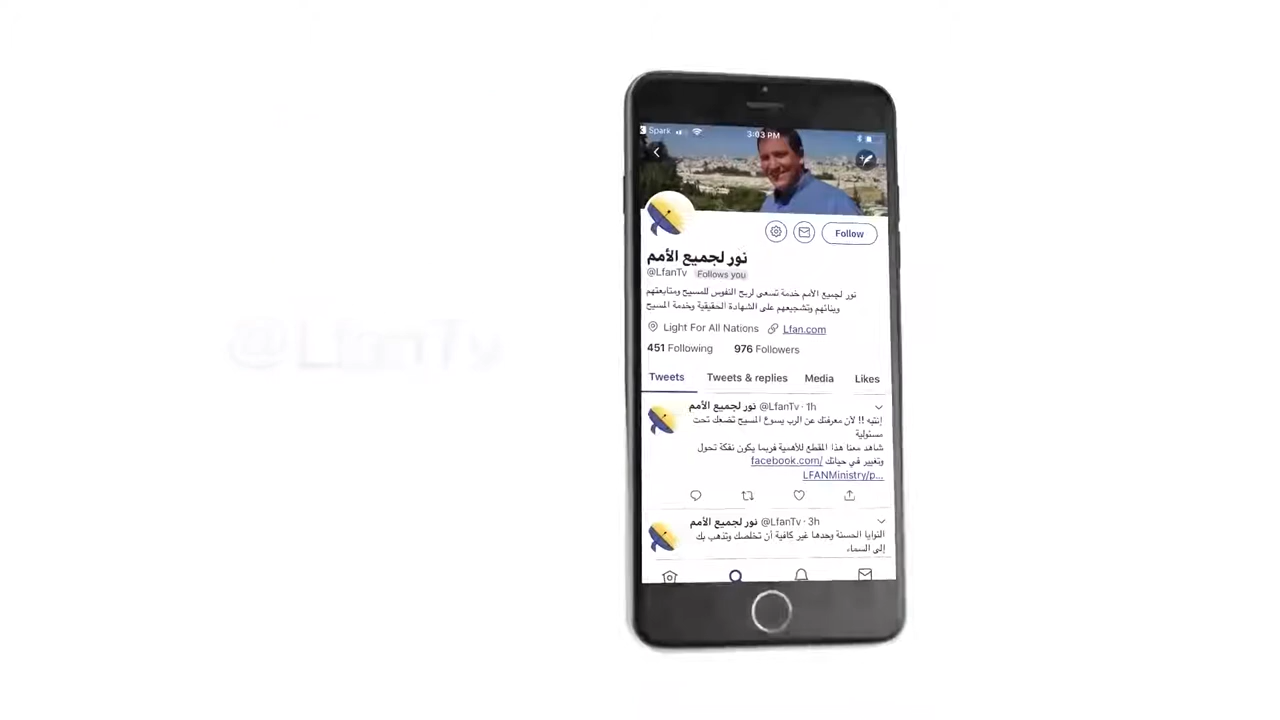 @LfanTv
Spark
3:03 PM
Follow
نور لجميع الأمم
@LfanTv Follows you
نور لجميع الأمم خدمة تسعى لربح النفوس للمسيح ومتابعتهم
وبنائهم وتشجيعهم على الشهادة الحقيقية وخدمة المسيح
Light For All Nations Lfan.com
451 Following 976 Followers
Tweets Tweets & replies Media Likes
نور لجميع الأمم @LfanTv · 1h
إنتبه !! لأن معرفتك عن الرب يسوع المسيح تضعك تحت
مسئولية
شاهد معنا هذا المقطع للأهمية فربما يكون نقكة تحول
وتغيير في حياتك facebook.com/
LFANMinistry/p...
نور لجميع الأمم @LfanTv · 3h
النوايا الحسنة وحدها غير كافية أن تخلصك وتذهب بك
إلى السماء